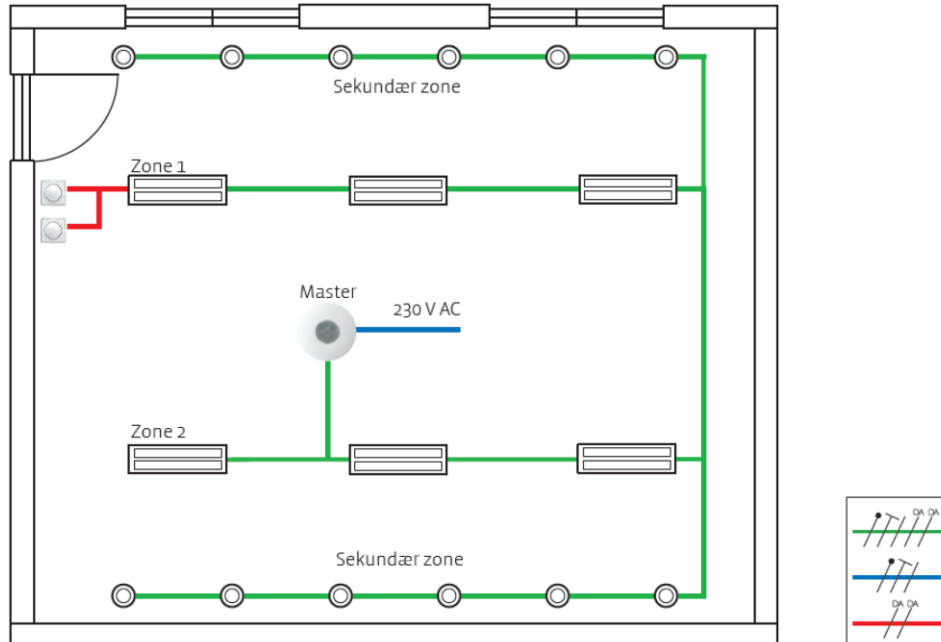 Sekundær zone
Zone 1
Master
230 V AC
Zone 2
Sekundær zone
DA DA
DA DA